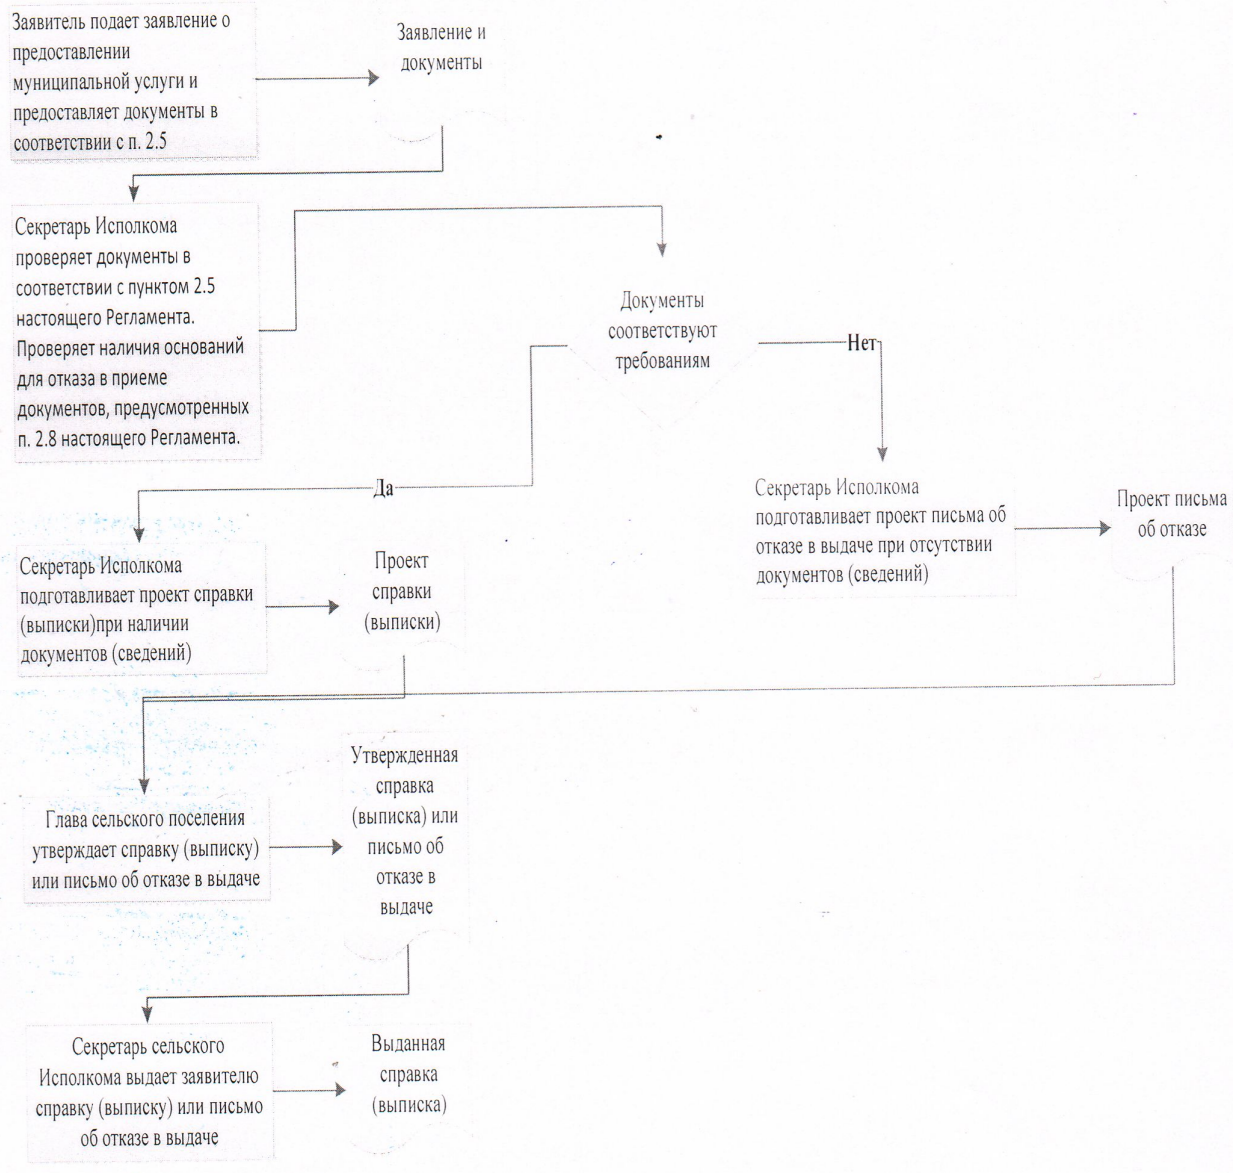 Заявитель подает заявление о
предоставлении
муниципальной услуги и
предоставляет документы в
соответствии с п. 2.5
Заявление и
документы
Секретарь Исполкома
проверяет документы в
соответствии с пунктом 2.5
настоящего Регламента.
Проверяет наличия оснований
для отказа в приеме
документов, предусмотренных
п. 2.8 настоящего Регламента.
Документы
соответствуют
требованиям
Нет
Да
Секретарь Исполкома
подготавливает проект письма об
отказе в выдаче при отсутствии
документов (сведений)
Проект письма
об отказе
Секретарь Исполкома
подготавливает проект справки
(выписки)при наличии
документов (сведений)
Проект
справки
(выписки)
Глава сельского поселения
утверждает справку (выписку)
или письмо об отказе в выдаче
Утвержденная
справка
(выписка) или
письмо об
отказе в
выдаче
Секретарь сельского
Исполкома выдает заявителю
справку (выписку) или письмо
об отказе в выдаче
Выданная
справка
(выписка)